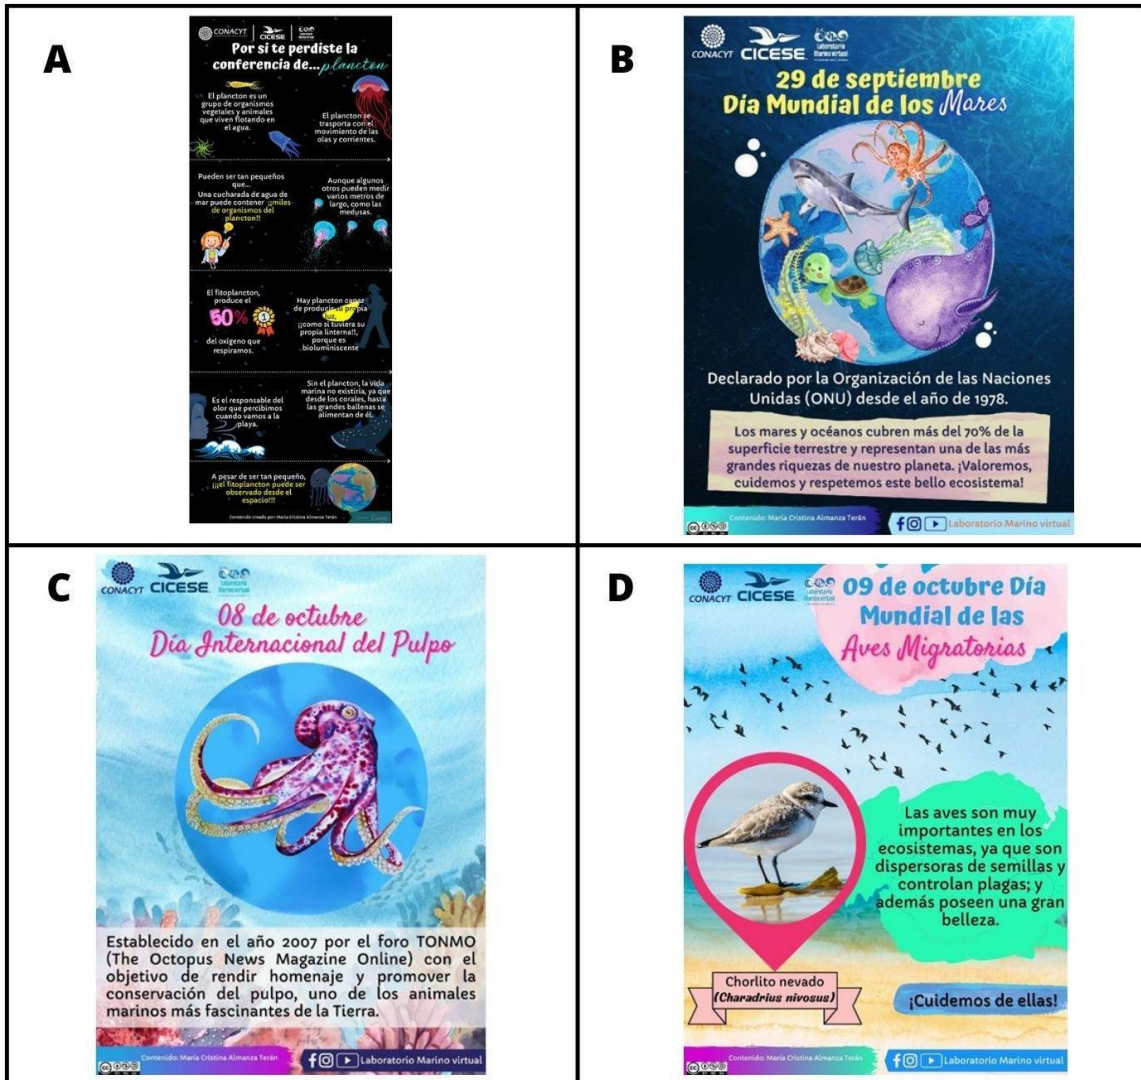 A
CONACYT
CICESE
Por si te perdiste la
conferencia de...plancton
El plancton es un
grupo de organismos
vegetales y animales
que viven flotando en
el agua.
El plancton se
trasporta con el
movimiento de las
olas y corrientes.
Pueden ser tan pequeños
que...
Una cucharada de agua de
mar puede contener ¡¡miles
de organismos del
plancton!!
Aunque algunos
otros pueden medir
varios metros de
largo, como las
medusas.
El fitoplancton,
produce el
50%
del oxígeno que
respiramos.
Hay plancton capaz
de producir su propia
luz,
¡¡como si tuviera su
propia linterna!!,
porque es
bioluminiscente
Es el responsable del
olor que percibimos
cuando vamos a la
playa.
Sin el plancton, la vida
marina no existiría, ya que
desde los corales, hasta
las grandes ballenas se
alimentan de él.
A pesar de ser tan pequeño,
¡¡¡el fitoplancton puede ser
observado desde el
espacio!!!
Contenido creado por: María Cristina Almanza Terán
B
CONACYT
CICESE
Laboratorio
Marino virtual
29 de septiembre
Día Mundial de los Mares
Declarado por la Organización de las Naciones
Unidas (ONU) desde el año de 1978.
Los mares y océanos cubren más del 70% de la
superficie terrestre y representan una de las más
grandes riquezas de nuestro planeta. ¡Valoremos,
cuidemos y respetemos este bello ecosistema!
Contenido: María Cristina Almanza Terán
Laboratorio Marino virtual
C
CONACYT
CICESE
Laboratorio
Marino virtual
08 de octubre
Día Internacional del Pulpo
Establecido en el año 2007 por el foro TONMO
(The Octopus News Magazine Online) con el
objetivo de rendir homenaje y promover la
conservación del pulpo, uno de los animales
marinos más fascinantes de la Tierra.
Contenido: María Cristina Almanza Terán
Laboratorio Marino virtual
D
CONACYT
CICESE
Laboratorio
Marino virtual
09 de octubre Día
Mundial de las
Aves Migratorias
Las aves son muy
importantes en los
ecosistemas, ya que son
dispersoras de semillas y
controlan plagas; y
además poseen una gran
belleza.
Chorlito nevado
(Charadrius nivosus)
¡Cuidemos de ellas!
Contenido: María Cristina Almanza Terán
Laboratorio Marino virtual